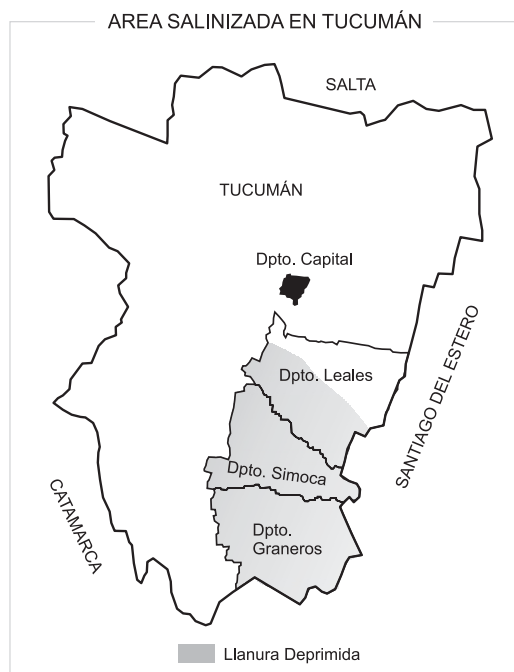 AREA SALINIZADA EN TUCUMÁN
SALTA
TUCUMÁN
Dpto. Capital
Dpto. Leales
SANTIAGO DEL ESTERO
Dpto. Simoca
CATAMARCA
Dpto.
Graneros
Llanura Deprimida